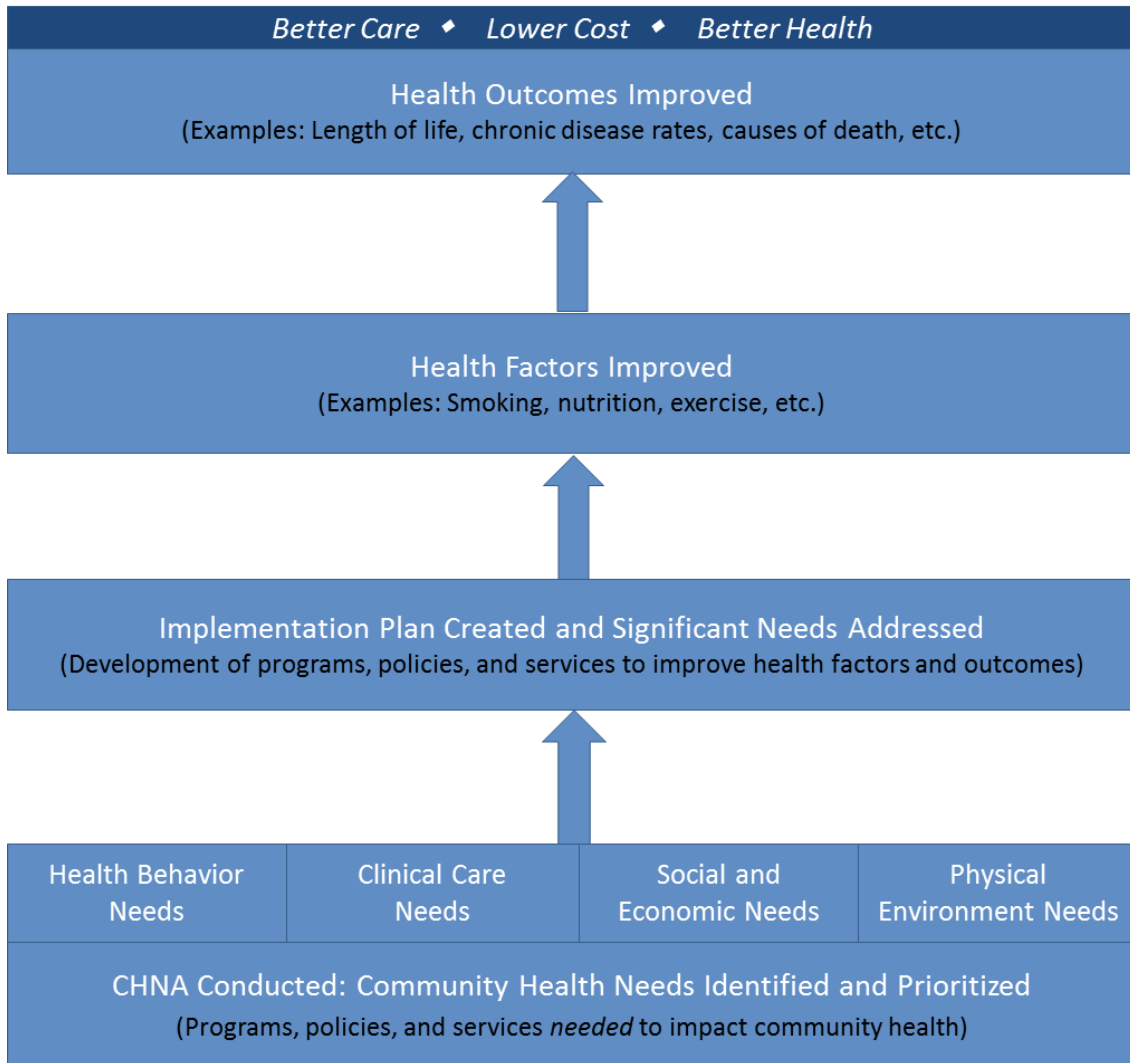 Better Care ◆ Lower Cost ◆ Better Health
Health Outcomes Improved
(Examples: Length of life, chronic disease rates, causes of death, etc.)
Health Factors Improved
(Examples: Smoking, nutrition, exercise, etc.)
Implementation Plan Created and Significant Needs Addressed
(Development of programs, policies, and services to improve health factors and outcomes)
Health Behavior
Needs
Clinical Care
Needs
Social and
Economic Needs
Physical
Environment Needs
CHNA Conducted: Community Health Needs Identified and Prioritized
(Programs, policies, and services needed to impact community health)